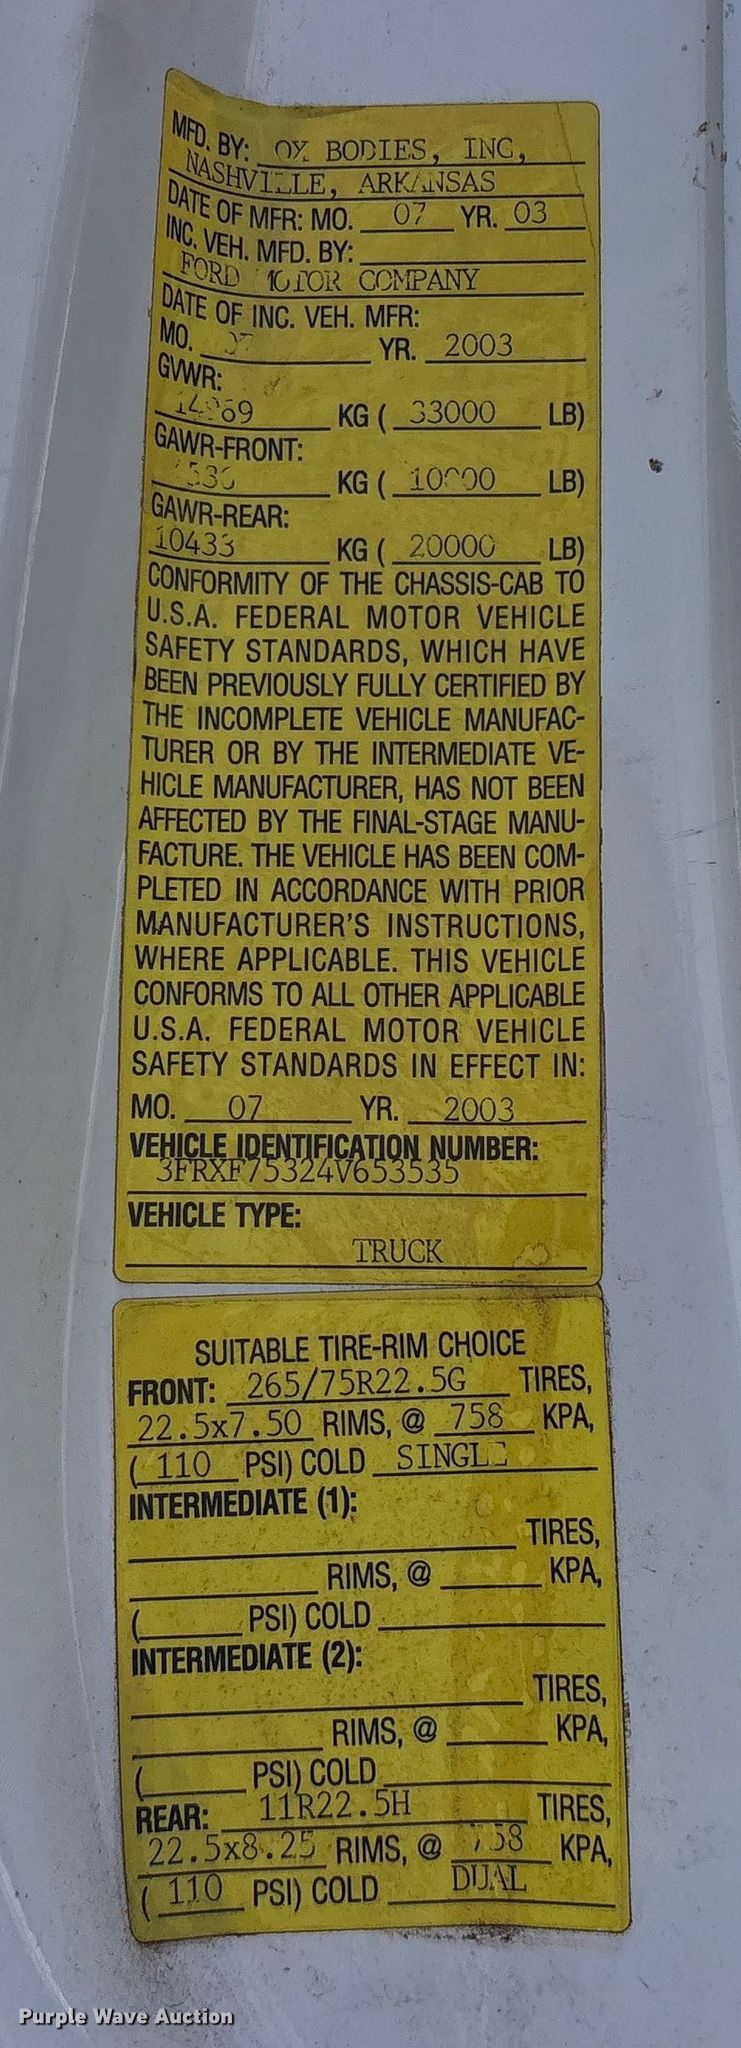 MFD. BY: OX BODIES, INC,
NASHVILLE, ARKANSAS
DATE OF MFR: MO. 07 YR. 03
INC. VEH. MFD. BY:
FORD MOTOR COMPANY
DATE OF INC. VEH. MFR:
MO. 07 YR. 2003
GVWR:
14969 KG ( 33000 LB)
GAWR-FRONT:
KG ( 10000 LB)
GAWR-REAR:
10433 KG ( 20000 LB)
CONFORMITY OF THE CHASSIS-CAB TO
U.S.A. FEDERAL MOTOR VEHICLE
SAFETY STANDARDS, WHICH HAVE
BEEN PREVIOUSLY FULLY CERTIFIED BY
THE INCOMPLETE VEHICLE MANUFAC-
TURER OR BY THE INTERMEDIATE VE-
HICLE MANUFACTURER, HAS NOT BEEN
AFFECTED BY THE FINAL-STAGE MANU-
FACTURE. THE VEHICLE HAS BEEN COM-
PLETED IN ACCORDANCE WITH PRIOR
MANUFACTURER'S INSTRUCTIONS,
WHERE APPLICABLE. THIS VEHICLE
CONFORMS TO ALL OTHER APPLICABLE
U.S.A. FEDERAL MOTOR VEHICLE
SAFETY STANDARDS IN EFFECT IN:
MO. 07 YR. 2003
VEHICLE IDENTIFICATION NUMBER:
3FRXF75324V653535
VEHICLE TYPE:
TRUCK
SUITABLE TIRE-RIM CHOICE
FRONT: 265/75R22.5G TIRES,
22.5x7.50 RIMS, @ 758 KPA,
( 110 PSI) COLD SINGLE
INTERMEDIATE (1):
TIRES,
RIMS, @ KPA,
( PSI) COLD
INTERMEDIATE (2):
TIRES,
RIMS, @ KPA,
( PSI) COLD
REAR: 11R22.5H TIRES,
22.5x8.25 RIMS, @ 758 KPA,
( 110 PSI) COLD DUAL
Purple Wave Auction